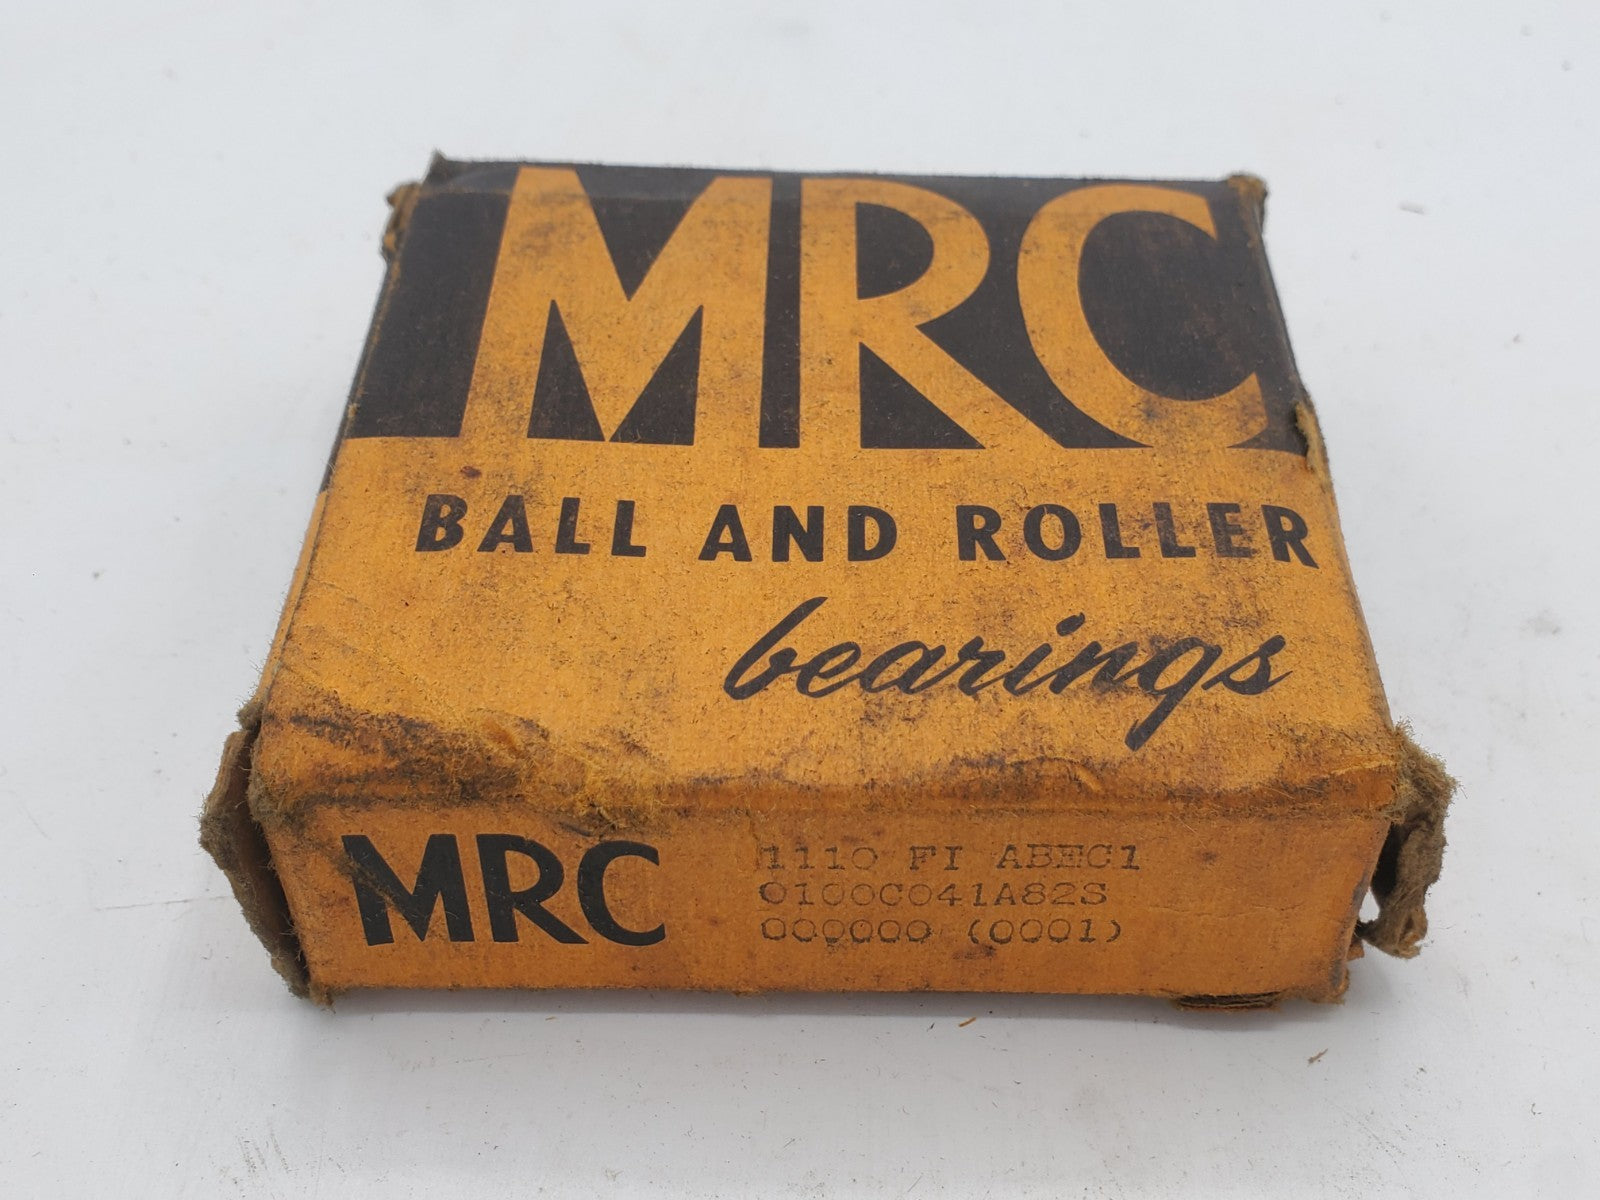 MRC
BALL AND ROLLER
bearings
MRC
1110 FI ABEC1
0100C041A82S
000000 (0001)